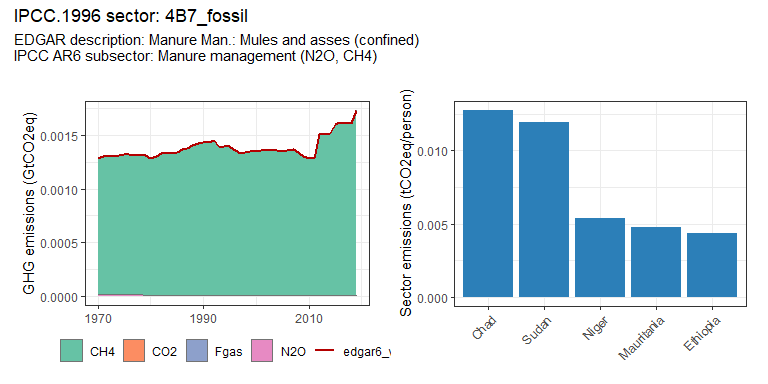 IPCC.1996 sector: 4B7_fossil
EDGAR description: Manure Man.: Mules and asses (confined)
IPCC AR6 subsector: Manure management (N2O, CH4)
GHG emissions (GtCO2eq)
0.0015
0.0010
0.0005
0.0000
1970
1990
2010
CH4
CO2
Fgas
N2O
edgar6_
Sector emissions (tCO2eq/person)
0.010
0.005
0.000
Chad
Sudan
Niger
Mauritania
Ethiopia